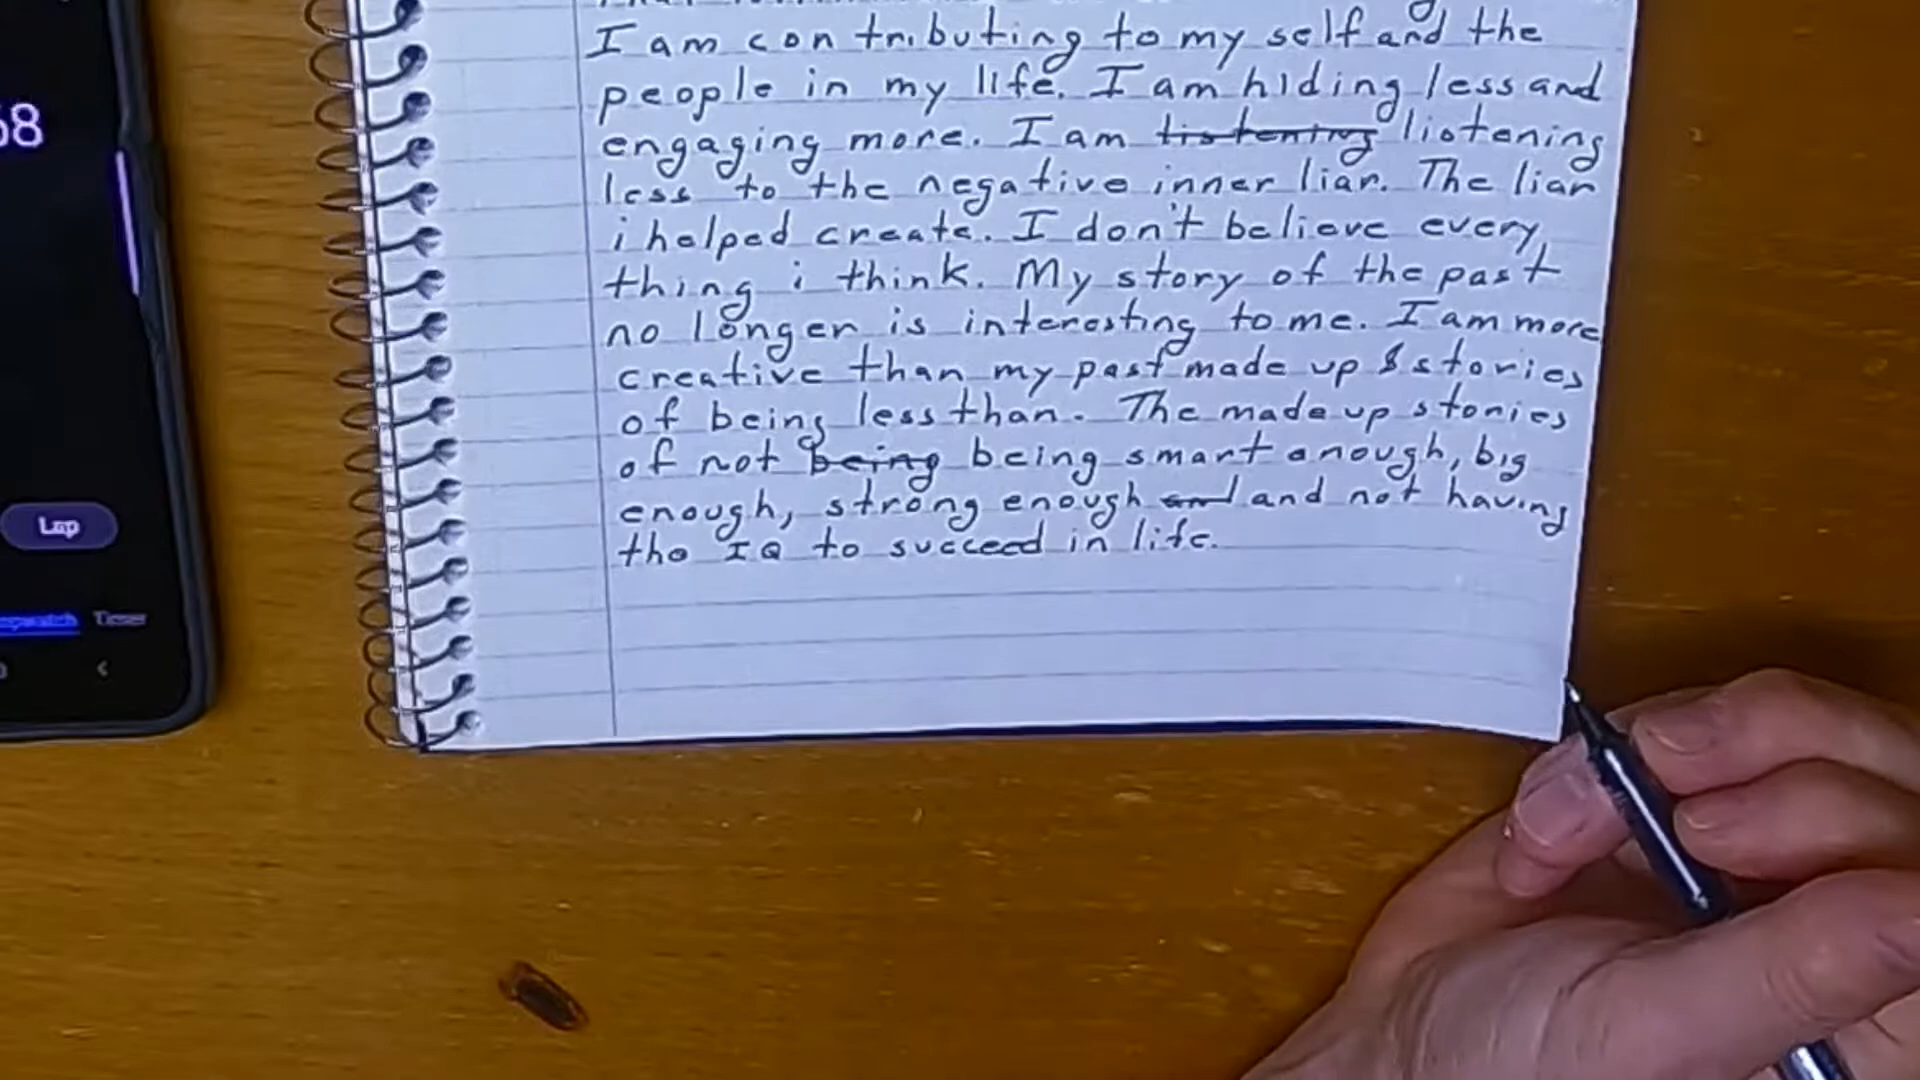 68
I am contributing to my self and the
people in my life. I am hiding less and
engaging more. I am listening listening
less to the negative inner liar. The liar
i helped create. I don't believe every
thing i think. My story of the past
no longer is interesting to me. I am more
creative than my past made up stories
of being less than. The made up stories
of not being being smart enough, big
enough, strong enough and and not having
the IQ to succeed in life.
Lap
Timer